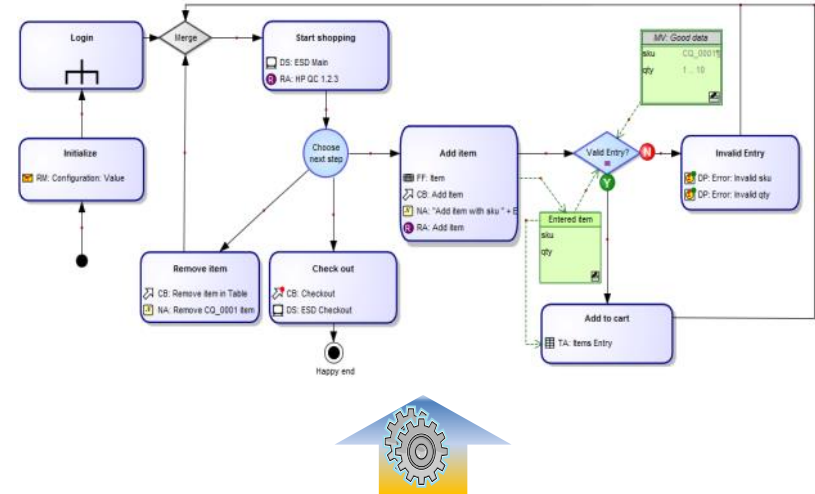 Login
Merge
Start shopping
DS: ESD Main
RA: HP QC 1.2.3
MV: Good data
sku CQ_0001¶
qty 1 .. 10
Initialize
RM: Configuration: Value
Choose
next step
Add item
FF: Item
CB: Add Item
NA: "Add item with sku " + E
RA: Add item
Valid Entry?
=
N
Y
Invalid Entry
DP: Error: Invalid sku
DP: Error: Invalid qty
Entered item
sku
qty
Remove item
CB: Remove item in Table
NA: Remove CQ_0001 item
Check out
CB: Checkout
DS: ESD Checkout
Add to cart
TA: Items Entry
Happy end